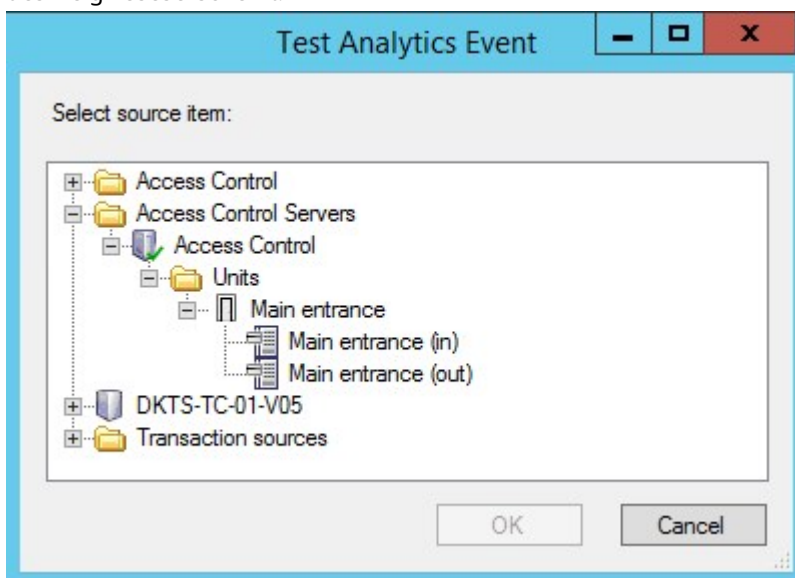 Test Analytics Event
Select source item:
Access Control
Access Control Servers
Access Control
Units
Main entrance
Main entrance (in)
Main entrance (out)
DKTS-TC-01-V05
Transaction sources
OK
Cancel